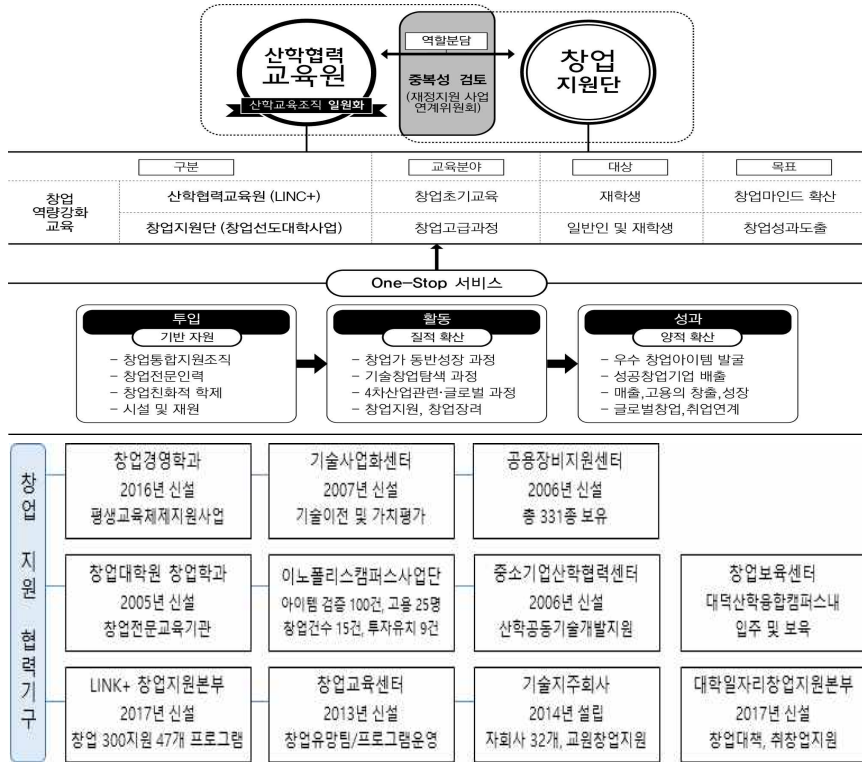 산학협력
교육원
산학교육조직 일원화
역할분담
중복성 검토
(재정지원 사업
연계위원회)
창업
지원단
구분
교육분야
대상
목표
창업
역량강화
교육
산학협력교육원 (LINC+)
창업초기교육
재학생
창업마인드 확산
창업지원단 (창업선도대학사업)
창업고급과정
일반인 및 재학생
창업성과도출
One-Stop 서비스
투입
기반 자원
- 창업통합지원조직
- 창업전문인력
- 창업친화적 학제
- 시설 및 재원
활동
질적 확산
- 창업가 동반성장 과정
- 기술창업탐색 과정
- 4차산업관련·글로벌 과정
- 창업지원, 창업장려
성과
양적 확산
- 우수 창업아이템 발굴
- 성공창업기업 배출
- 매출,고용의 창출,성장
- 글로벌창업,취업연계
창업 지원 협력기구
창업경영학과
2016년 신설
평생교육체제지원사업
기술사업화센터
2007년 신설
기술이전 및 가치평가
공용장비지원센터
2006년 신설
총 331종 보유
창업대학원 창업학과
2005년 신설
창업전문교육기관
이노폴리스캠퍼스사업단
아이템 검증 100건, 고용 25명
창업건수 15건, 투자유치 9건
중소기업산학협력센터
2006년 신설
산학공동기술개발지원
창업보육센터
대덕산학융합캠퍼스내
입주 및 보육
LINK+ 창업지원본부
2017년 신설
창업 300지원 47개 프로그램
창업교육센터
2013년 신설
창업유망팀/프로그램운영
기술지주회사
2014년 설립
자회사 32개, 교원창업지원
대학일자리창업지원본부
2017년 신설
창업대책, 취창업지원